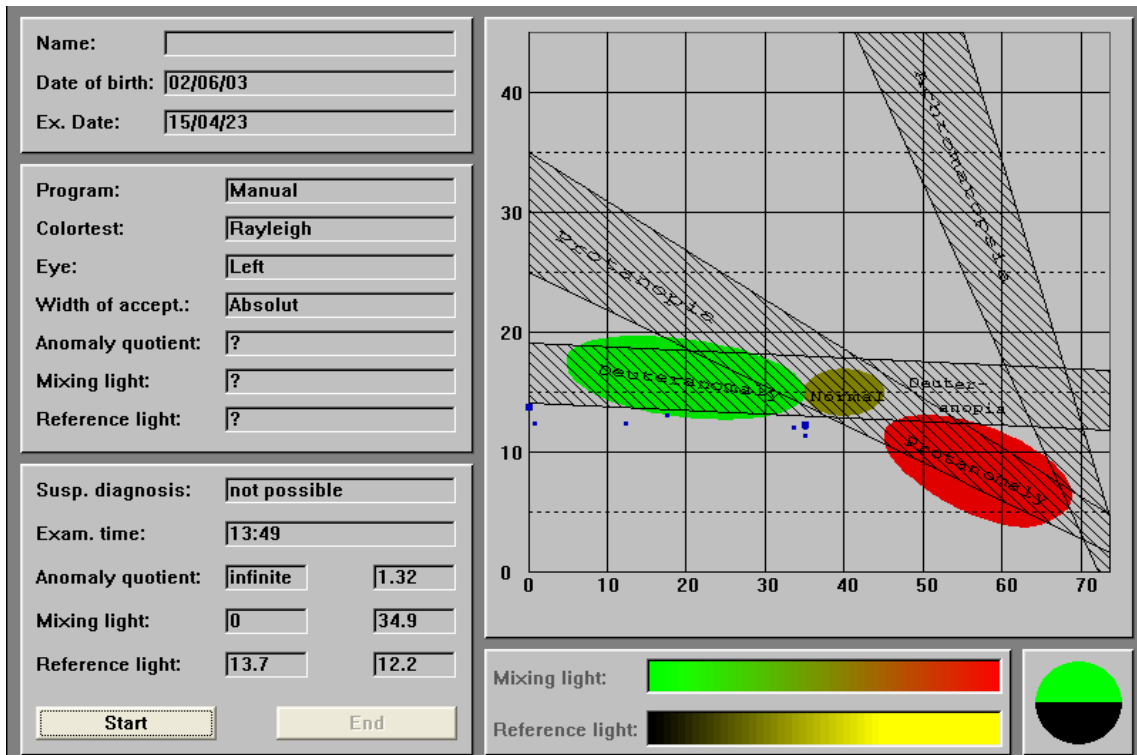 Name:
Date of birth: 02/06/03
Ex. Date: 15/04/23
Program: Manual
Colortest: Rayleigh
Eye: Left
Width of accept.: Absolut
Anomaly quotient: ?
Mixing light: ?
Reference light: ?
Susp. diagnosis: not possible
Exam. time: 13:49
Anomaly quotient: infinite 1.32
Mixing light: 0 34.9
Reference light: 13.7 12.2
Start End
40
30
20
10
0
0 10 20 30 40 50 60 70
Achromatopsia
Protanopia
Deuteranomaly
Normal
Deuter-
anopia
Protanomaly
Mixing light:
Reference light: